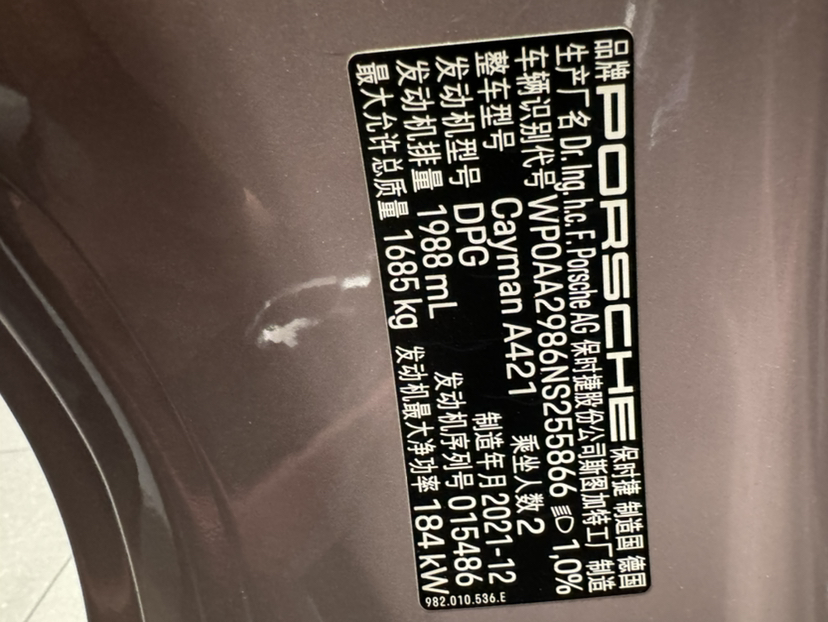 品牌 PORSCHE 保时捷 制造国 德国
生产厂名 Dr. Ing. h.c. F. Porsche AG 保时捷股份公司斯图加特工厂制造
车辆识别代号 WP0AA2986NS255866 1,0%
整车型号 Cayman A421 乘坐人数 2
发动机型号 DPG 制造年月 2021-12
发动机排量 1988 mL 发动机序列号 015486
最大允许总质量 1685 kg 发动机最大净功率 184 kW
982.010.536.E